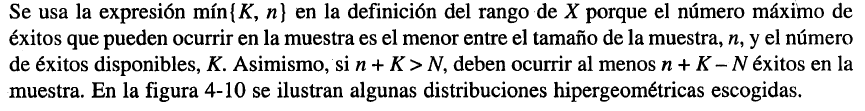 Se usa la expresión mín{K, n} en la definición del rango de X porque el número máximo de
éxitos que pueden ocurrir en la muestra es el menor entre el tamaño de la muestra, n, y el número
de éxitos disponibles, K. Asimismo, si n + K > N, deben ocurrir al menos n + K – N éxitos en la
muestra. En la figura 4-10 se ilustran algunas distribuciones hipergeométricas escogidas.